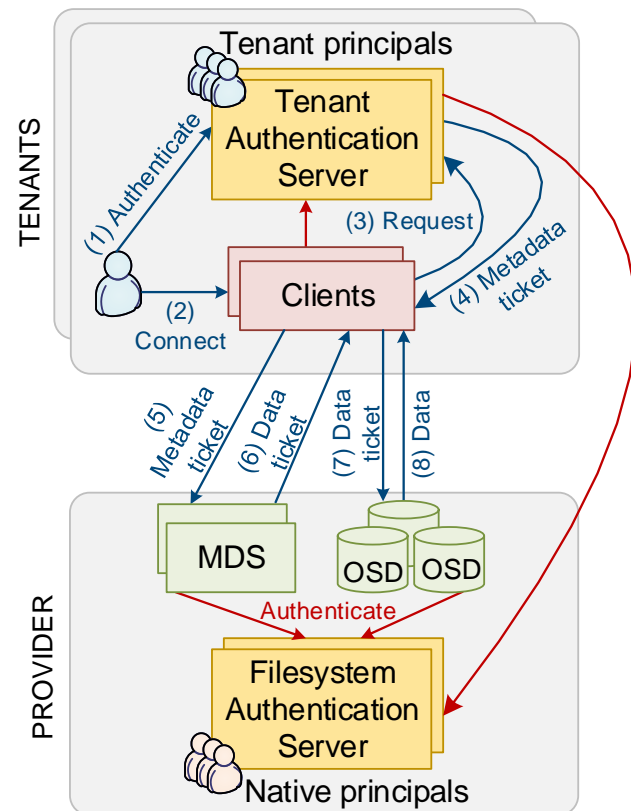 Tenant principals
TENANTS
Tenant
Authentication
Server
(1) Authenticate
(3) Request
(4) Metadata
ticket
(2)
Connect
Clients
(5)
Metadata
ticket
(6) Data
ticket
(7) Data
ticket
(8) Data
PROVIDER
MDS
OSD
OSD
Authenticate
Filesystem
Authentication
Server
Native principals